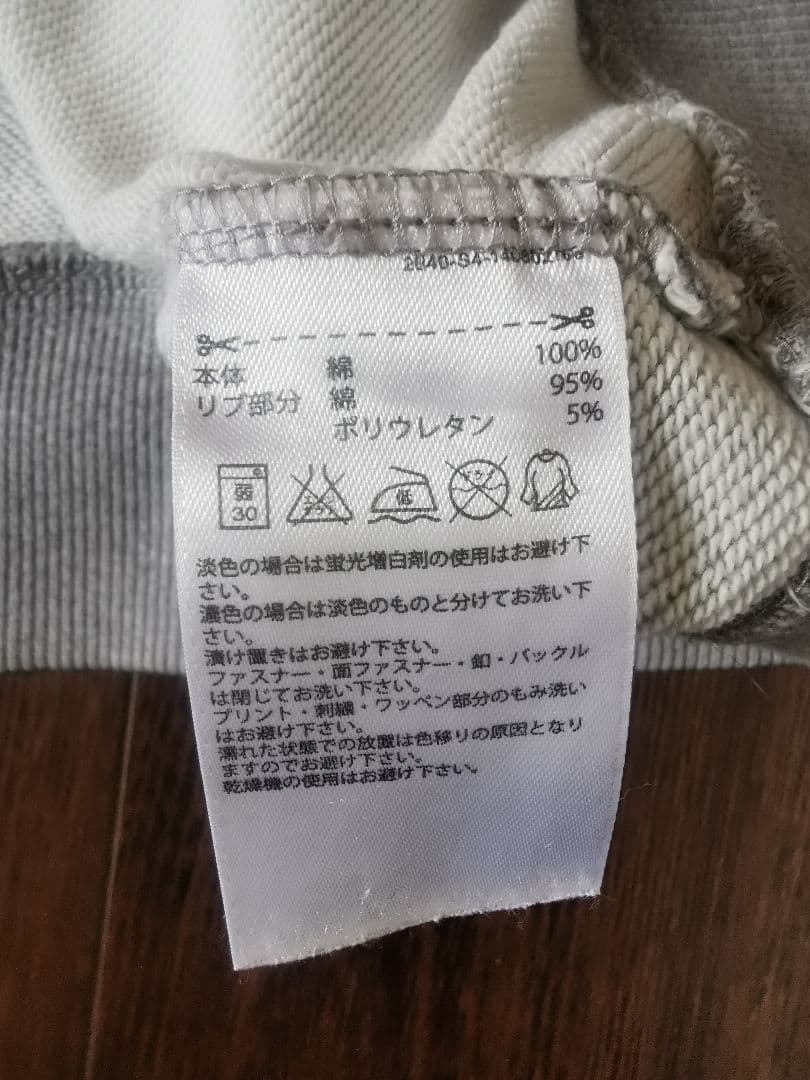 本体 綿 100%
リブ部分 綿 95%
ポリウレタン 5%
弱 30
低
淡色の場合は蛍光増白剤の使用はお避け下
さい。
濃色の場合は淡色のものと分けてお洗い下
さい。
漬け置きはお避け下さい。
ファスナー・面ファスナー・釦・バックル
は閉じてお洗い下さい。
プリント・刺繍・ワッペン部分のもみ洗い
はお避け下さい。
濡れた状態での放置は色移りの原因となり
ますのでお避け下さい。
乾燥機の使用はお避け下さい。